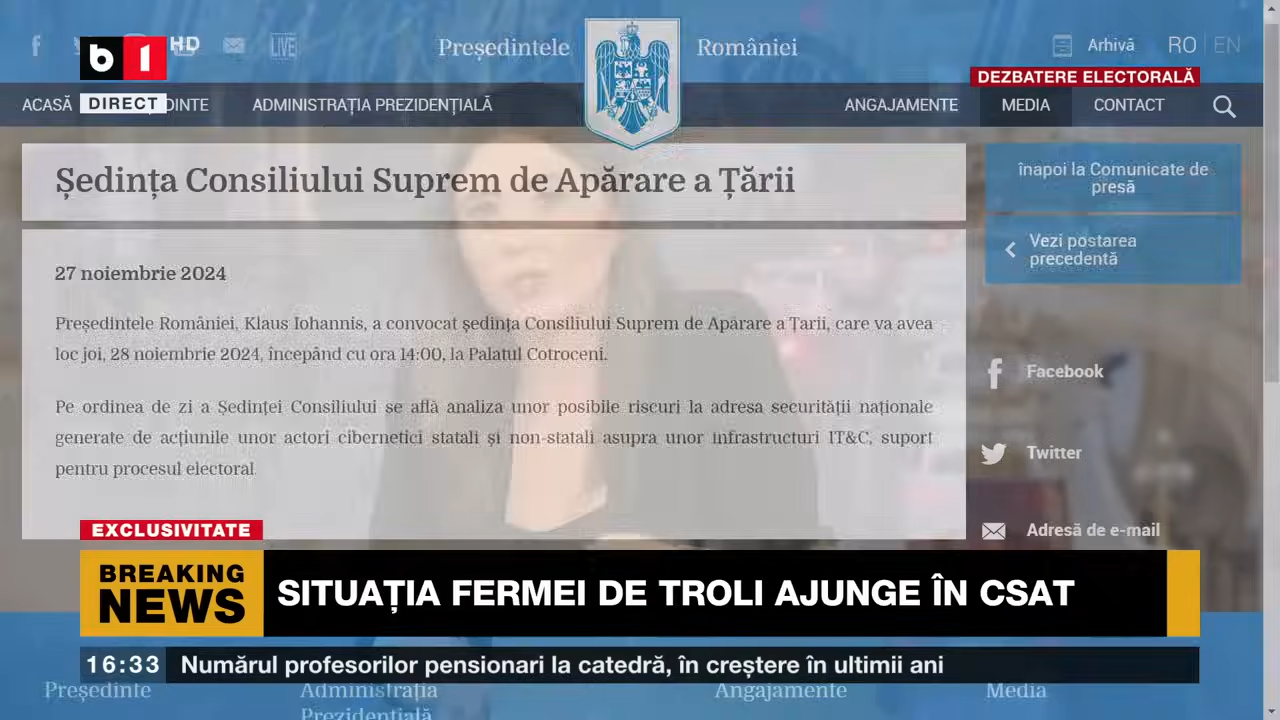 Președintele
României
Arhivă
RO | EN
LIVE
b1 HD
DIRECT
DEZBATERE ELECTORALĂ
ACASĂ
ADMINISTRAȚIA PREZIDENȚIALĂ
ANGAJAMENTE
MEDIA
CONTACT
Ședința Consiliului Suprem de Apărare a Țării
înapoi la Comunicate de
presă
Vezi postarea
precedentă
27 noiembrie 2024
Președintele României, Klaus Iohannis, a convocat ședința Consiliului Suprem de Apărare a Țării, care va avea
loc joi, 28 noiembrie 2024, începând cu ora 14:00, la Palatul Cotroceni.
Pe ordinea de zi a Ședinței Consiliului se află analiza unor posibile riscuri la adresa securității naționale
generate de acțiunile unor actori cibernetici statali și non-statali asupra unor infrastructuri IT&C, suport
pentru procesul electoral
Facebook
Twitter
Adresă de e-mail
EXCLUSIVITATE
BREAKING
NEWS
SITUAȚIA FERMEI DE TROLI AJUNGE ÎN CSAT
16:33 Numărul profesorilor pensionari la catedră, în creștere în ultimii ani
Președinte
Administrația
Prezidențială
Angajamente
Media